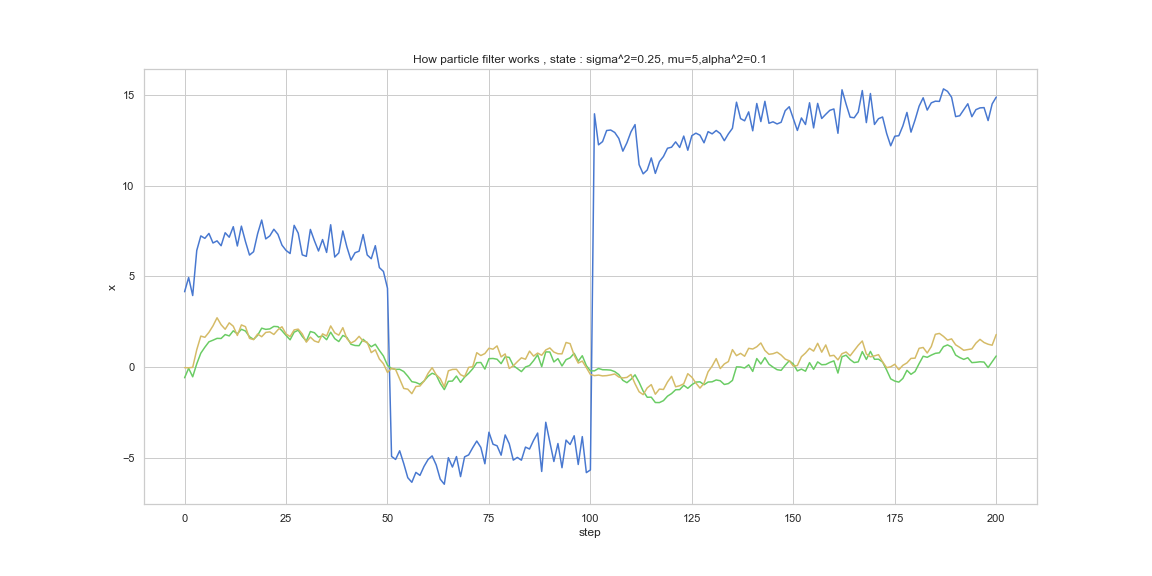 How particle filter works , state : sigma^2=0.25, mu=5,alpha^2=0.1
15
10
5
0
−5
x
0 25 50 75 100 125 150 175 200
step